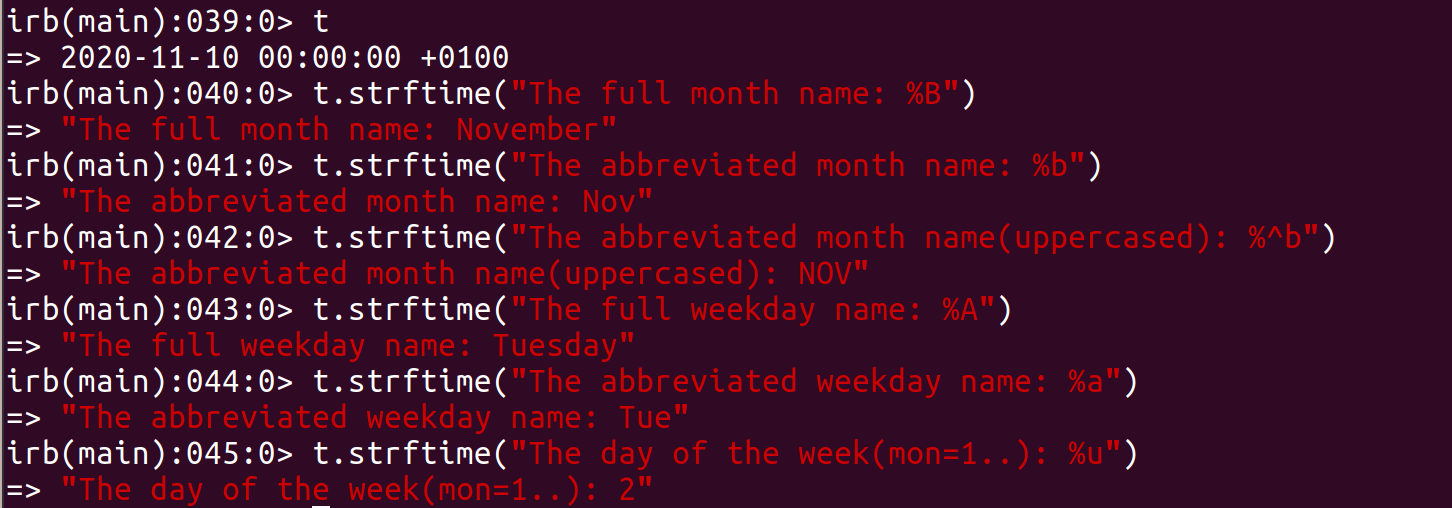 irb(main):039:0> t
=> 2020-11-10 00:00:00 +0100
irb(main):040:0> t.strftime("The full month name: %B")
=> "The full month name: November"
irb(main):041:0> t.strftime("The abbreviated month name: %b")
=> "The abbreviated month name: Nov"
irb(main):042:0> t.strftime("The abbreviated month name(uppercased): %^b")
=> "The abbreviated month name(uppercased): NOV"
irb(main):043:0> t.strftime("The full weekday name: %A")
=> "The full weekday name: Tuesday"
irb(main):044:0> t.strftime("The abbreviated weekday name: %a")
=> "The abbreviated weekday name: Tue"
irb(main):045:0> t.strftime("The day of the week(mon=1..): %u")
=> "The day of the week(mon=1..): 2"